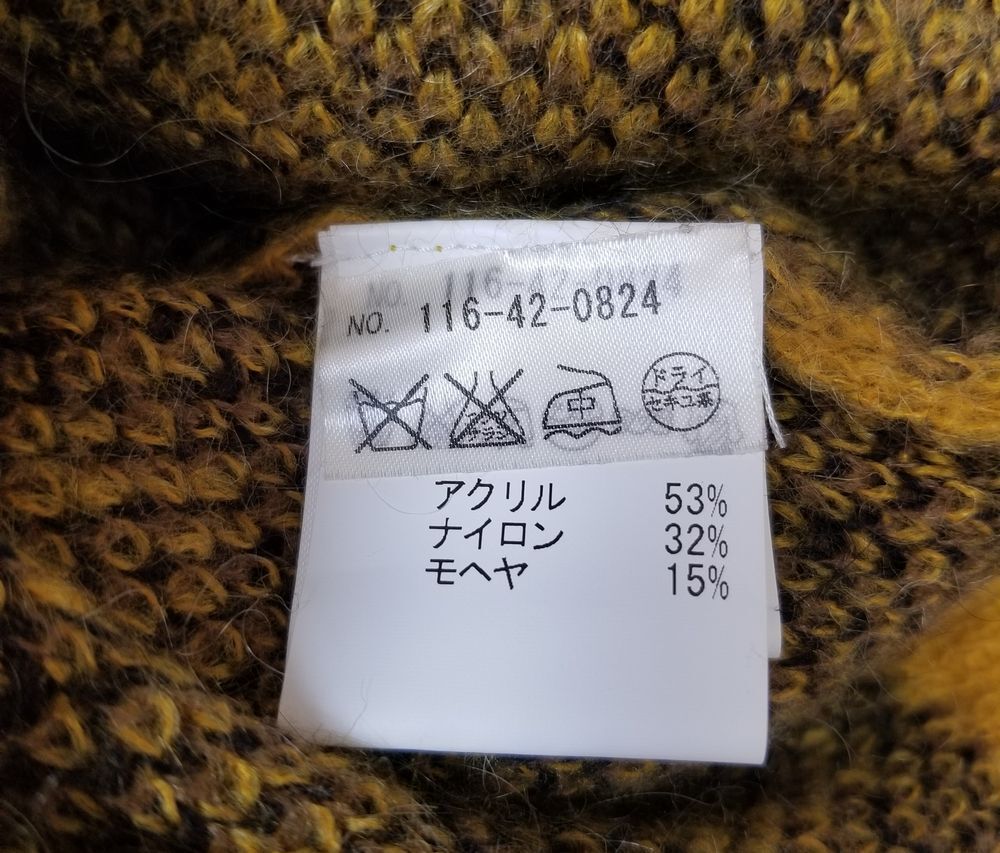 NO. 116-42-0824
中 ドライ
セキユ系
アクリル 53%
ナイロン 32%
モヘヤ 15%